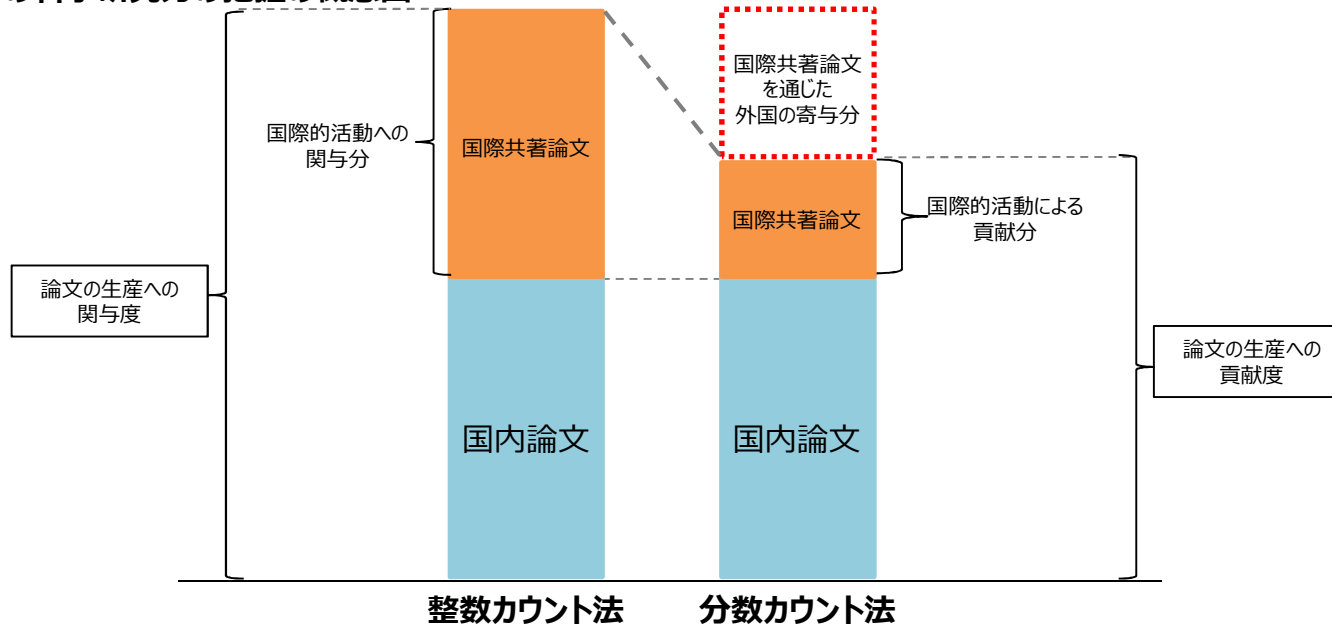 国際共著論文
を通じた
外国の寄与分
国際的活動への
関与分
国際共著論文
国際共著論文
国際的活動による
貢献分
論文の生産への
関与度
論文の生産への
貢献度
国内論文
国内論文
整数カウント法
分数カウント法